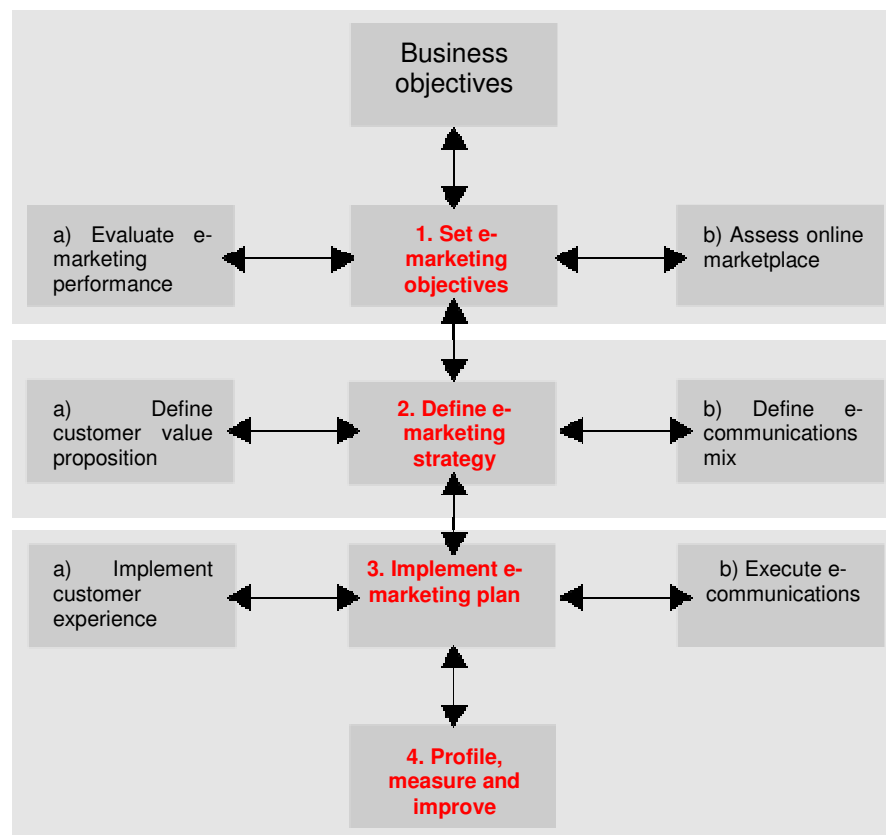 Business
objectives
a) Evaluate e-
marketing
performance
1. Set e-
marketing
objectives
b) Assess online
marketplace
a) Define
customer value
proposition
2. Define e-
marketing
strategy
b) Define e-
communications
mix
a) Implement
customer
experience
3. Implement e-
marketing plan
b) Execute e-
communications
4. Profile,
measure and
improve